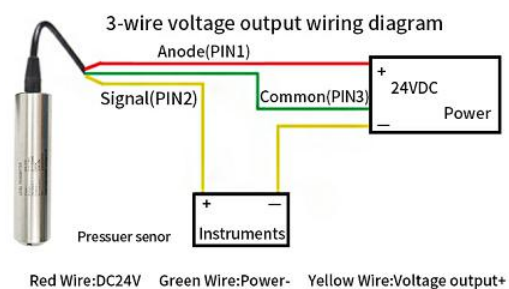 3-wire voltage output wiring diagram
Anode(PIN1)
+
24VDC
Signal(PIN2)
Common(PIN3)
Power
—
+ —
Pressuer senor
Instruments
Red Wire:DC24V Green Wire:Power- Yellow Wire:Voltage output+